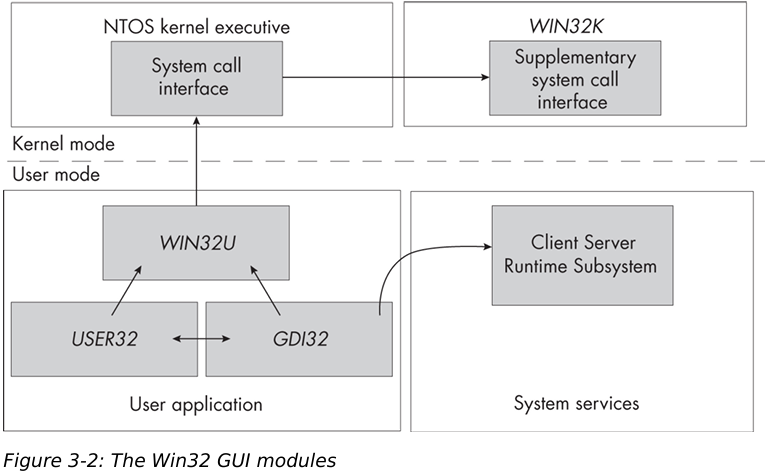 NTOS kernel executive
System call
interface
WIN32K
Supplementary
system call
interface
Kernel mode
User mode
WIN32U
USER32
GDI32
User application
Client Server
Runtime Subsystem
System services
Figure 3-2: The Win32 GUI modules